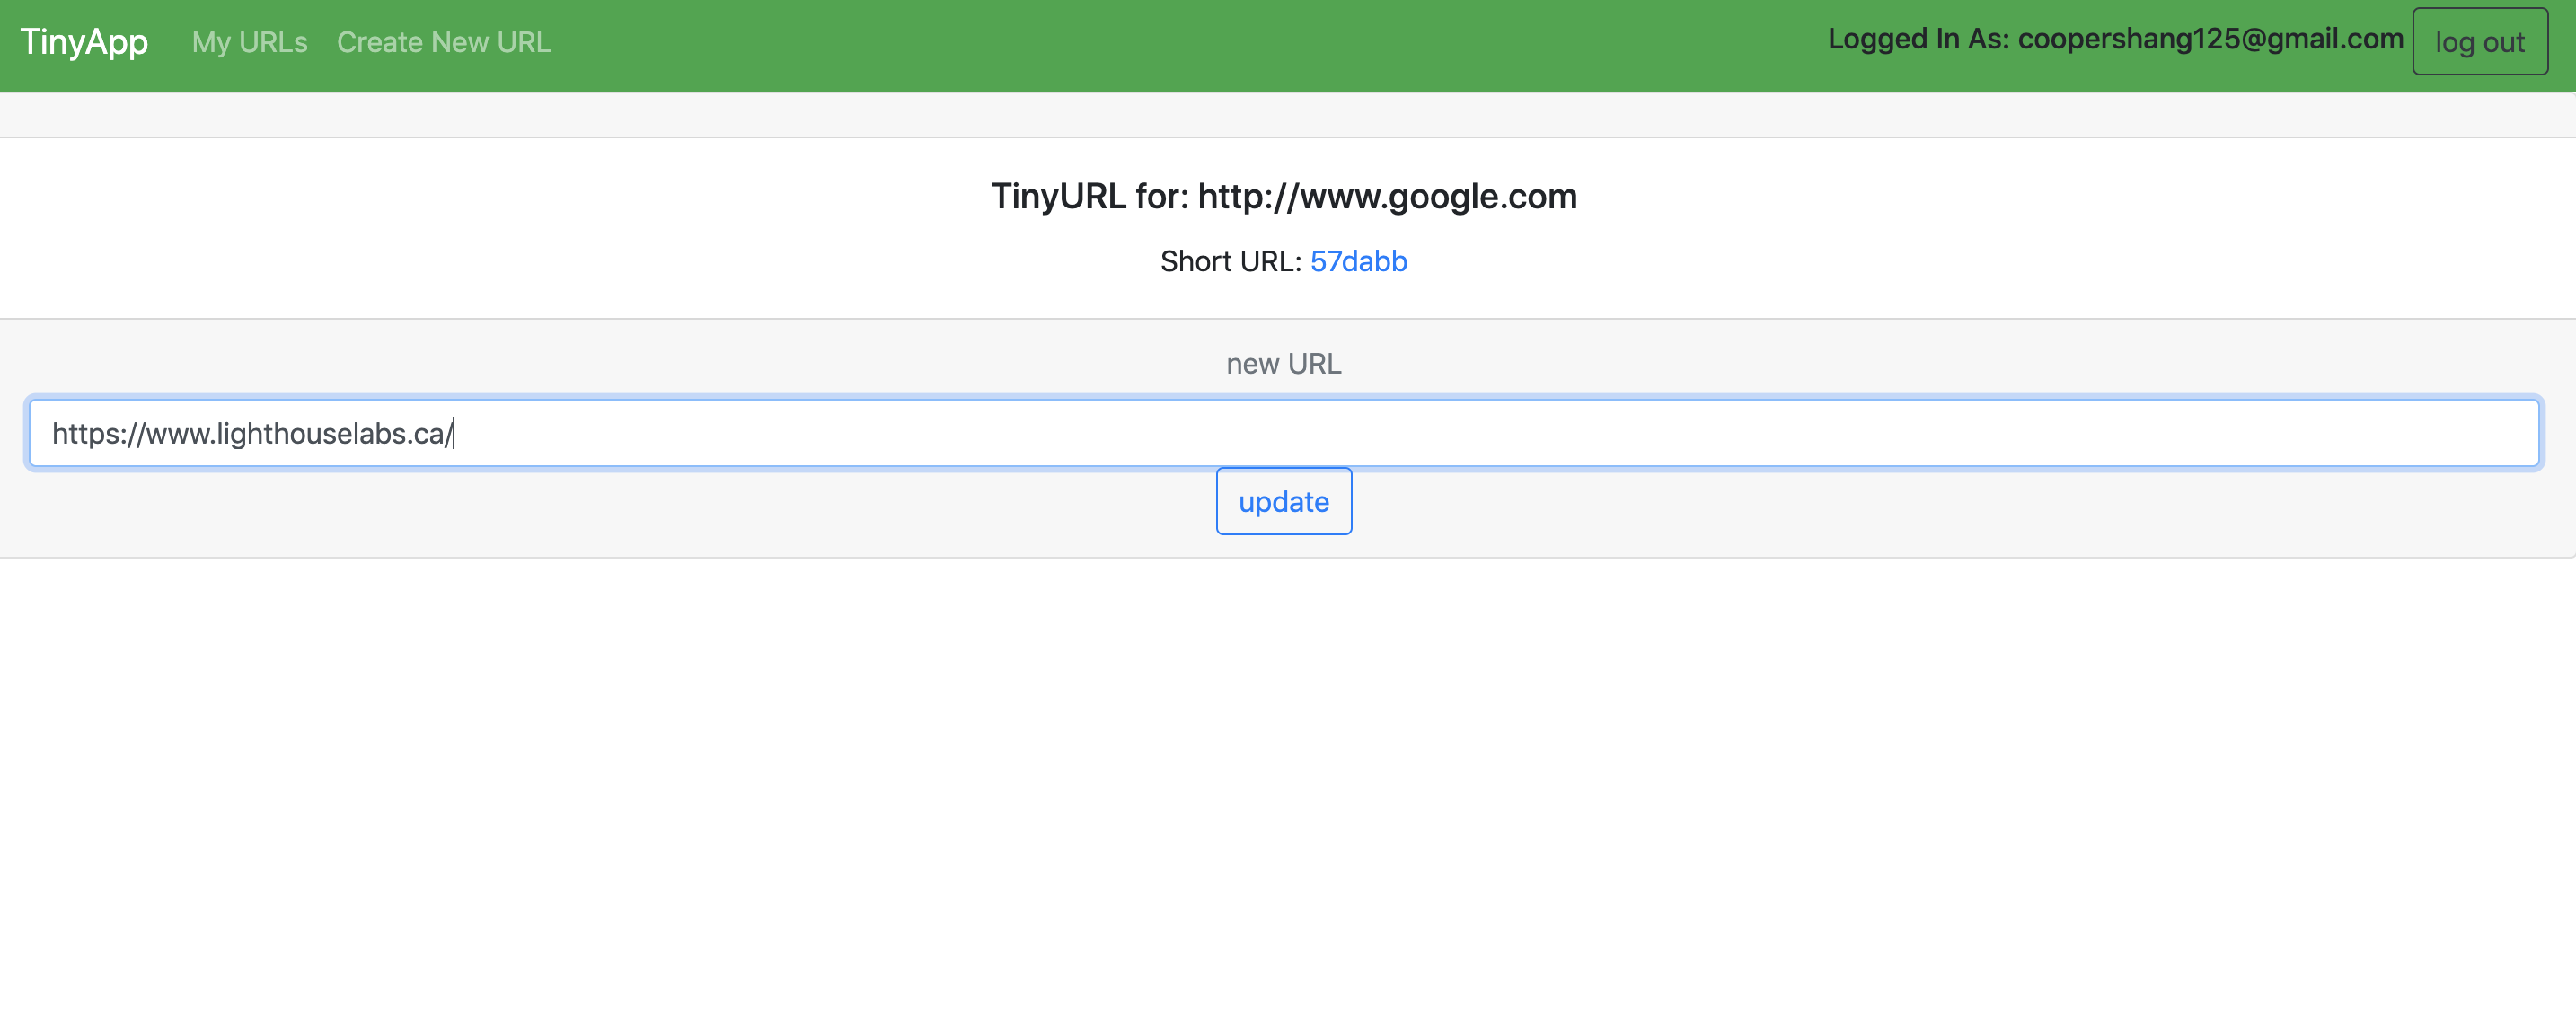 TinyApp My URLs Create New URL Logged In As: coopershang125@gmail.com log out
TinyURL for: http://www.google.com
Short URL: 57dabb
new URL
https://www.lighthouselabs.ca/
update